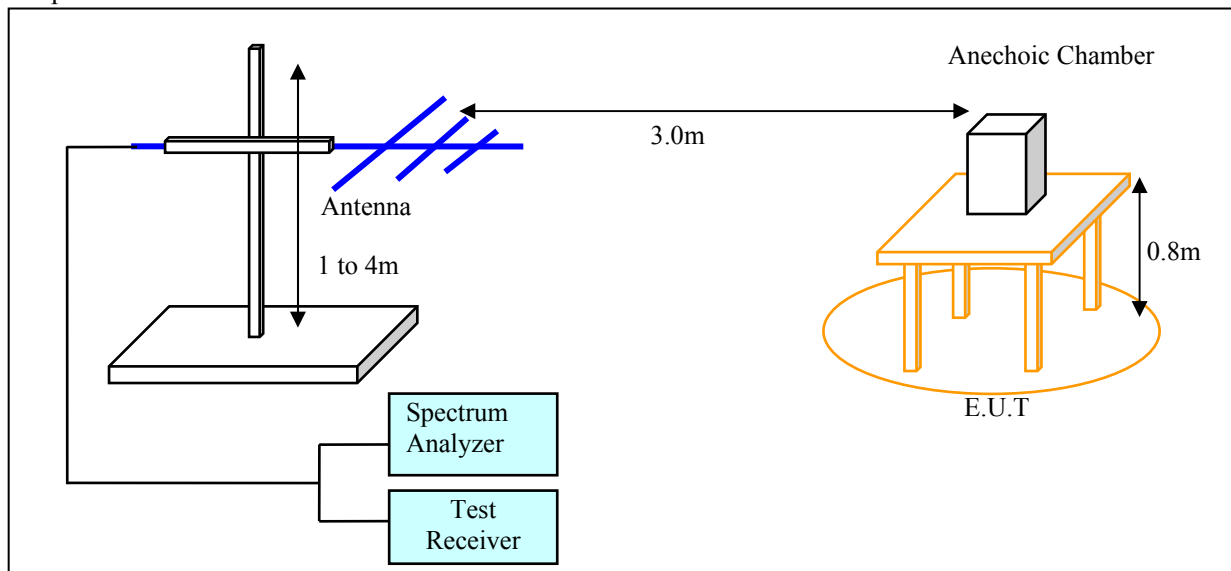 Anechoic Chamber
3.0m
Antenna
1 to 4m
0.8m
E.U.T
Spectrum
Analyzer
Test
Receiver